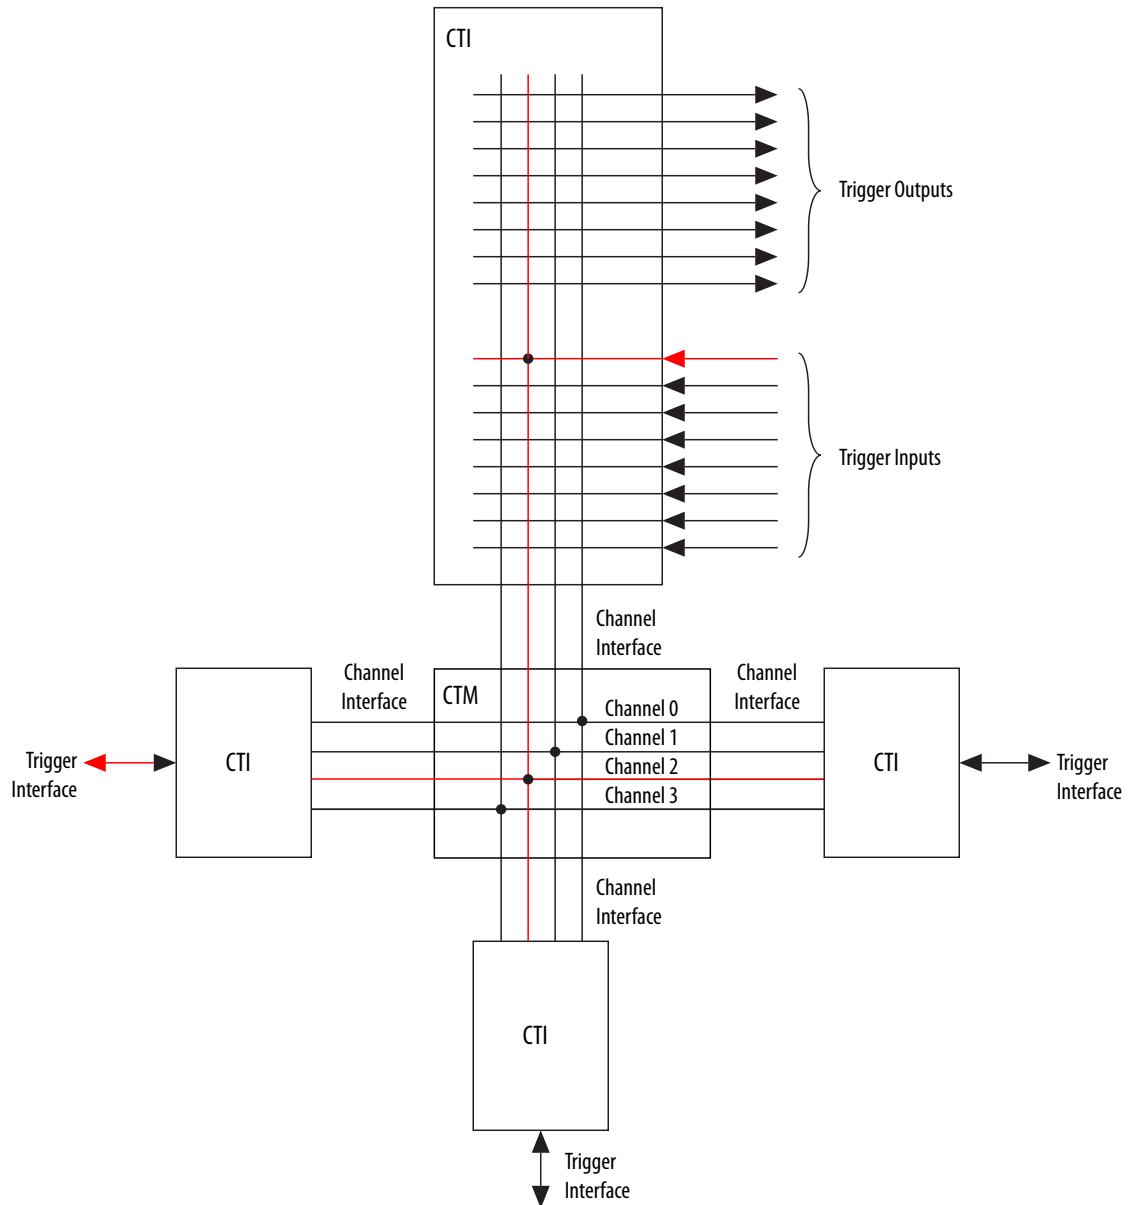 CTI
Trigger Outputs
Trigger Inputs
Channel
Interface
Channel
Interface
CTM
Channel
Interface
Channel 0
Channel 1
Channel 2
Channel 3
Trigger
Interface
CTI
CTI
Trigger
Interface
Channel
Interface
CTI
Trigger
Interface